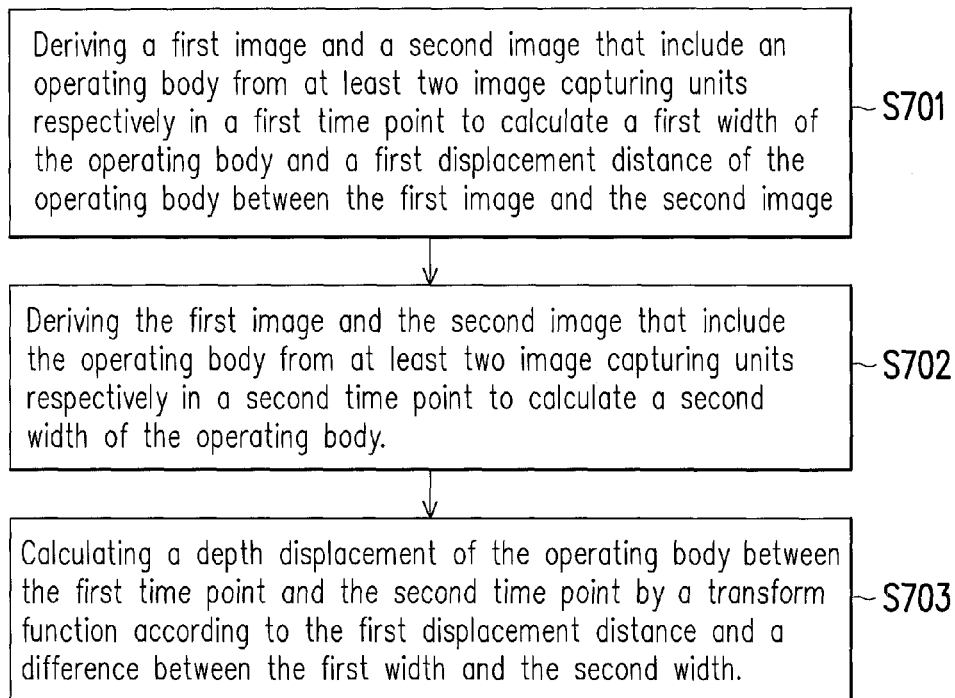 Deriving a first image and a second image that include an
operating body from at least two image capturing units
respectively in a first time point to calculate a first width of
the operating body and a first displacement distance of the
operating body between the first image and the second image
S701
Deriving the first image and the second image that include
the operating body from at least two image capturing units
respectively in a second time point to calculate a second
width of the operating body.
S702
Calculating a depth displacement of the operating body between
the first time point and the second time point by a transform
function according to the first displacement distance and a
difference between the first width and the second width.
S703